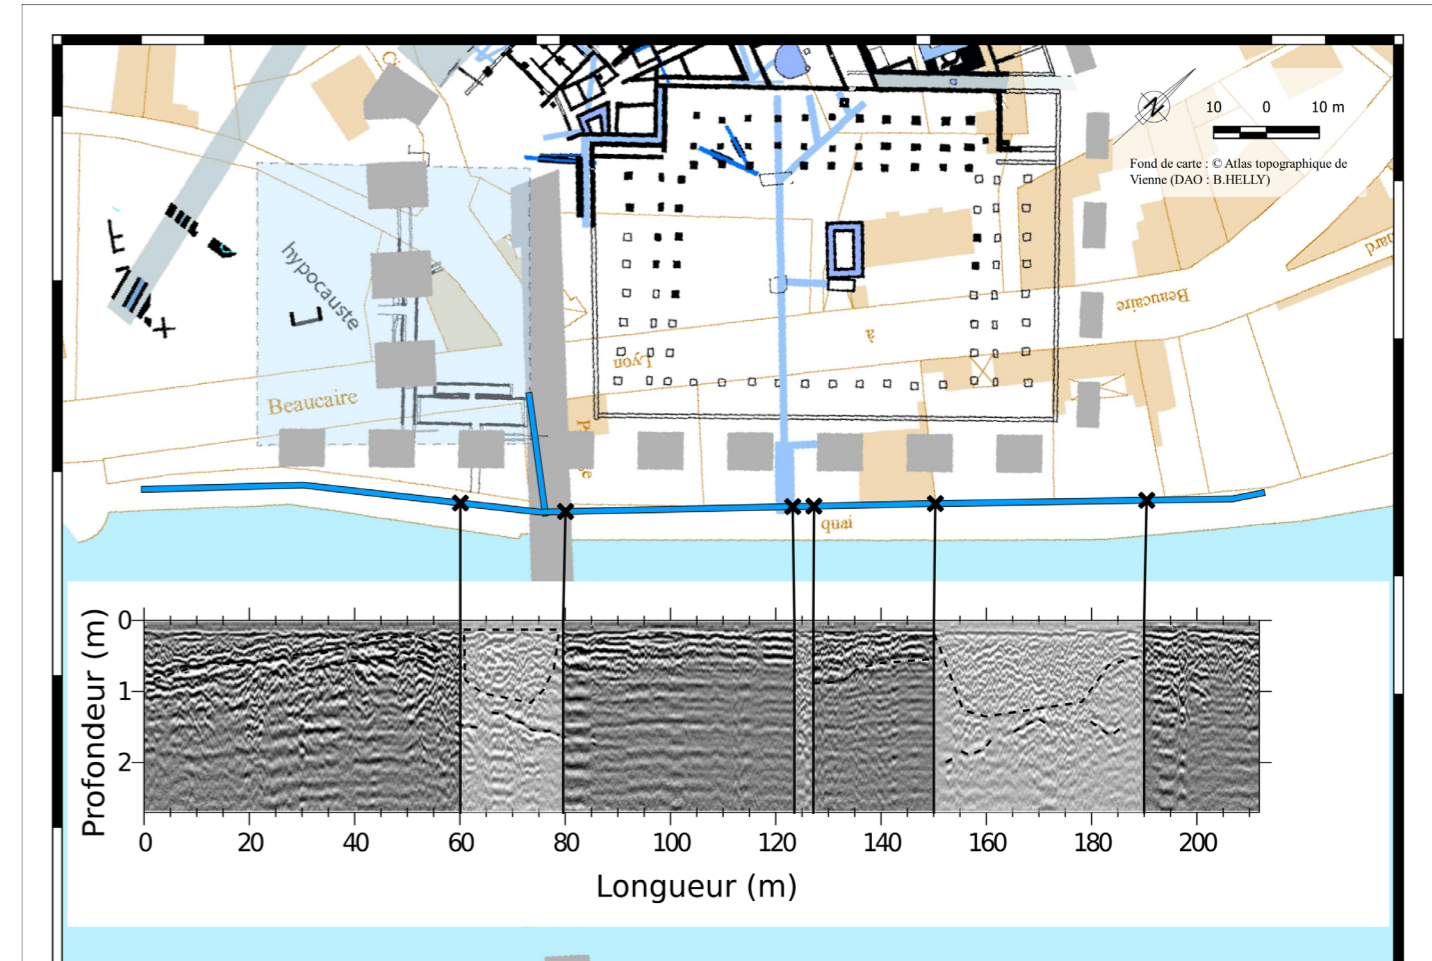 N
10 0 10 m
Fond de carte : © Atlas topographique de
Vienne (DAO : B.HELLY)
hypocauste
uard
Beaucaire
à
Lyon
Beaucaire
quai
0
1
2
Profondeur (m)
0 20 40 60 80 100 120 140 160 180 200
Longueur (m)